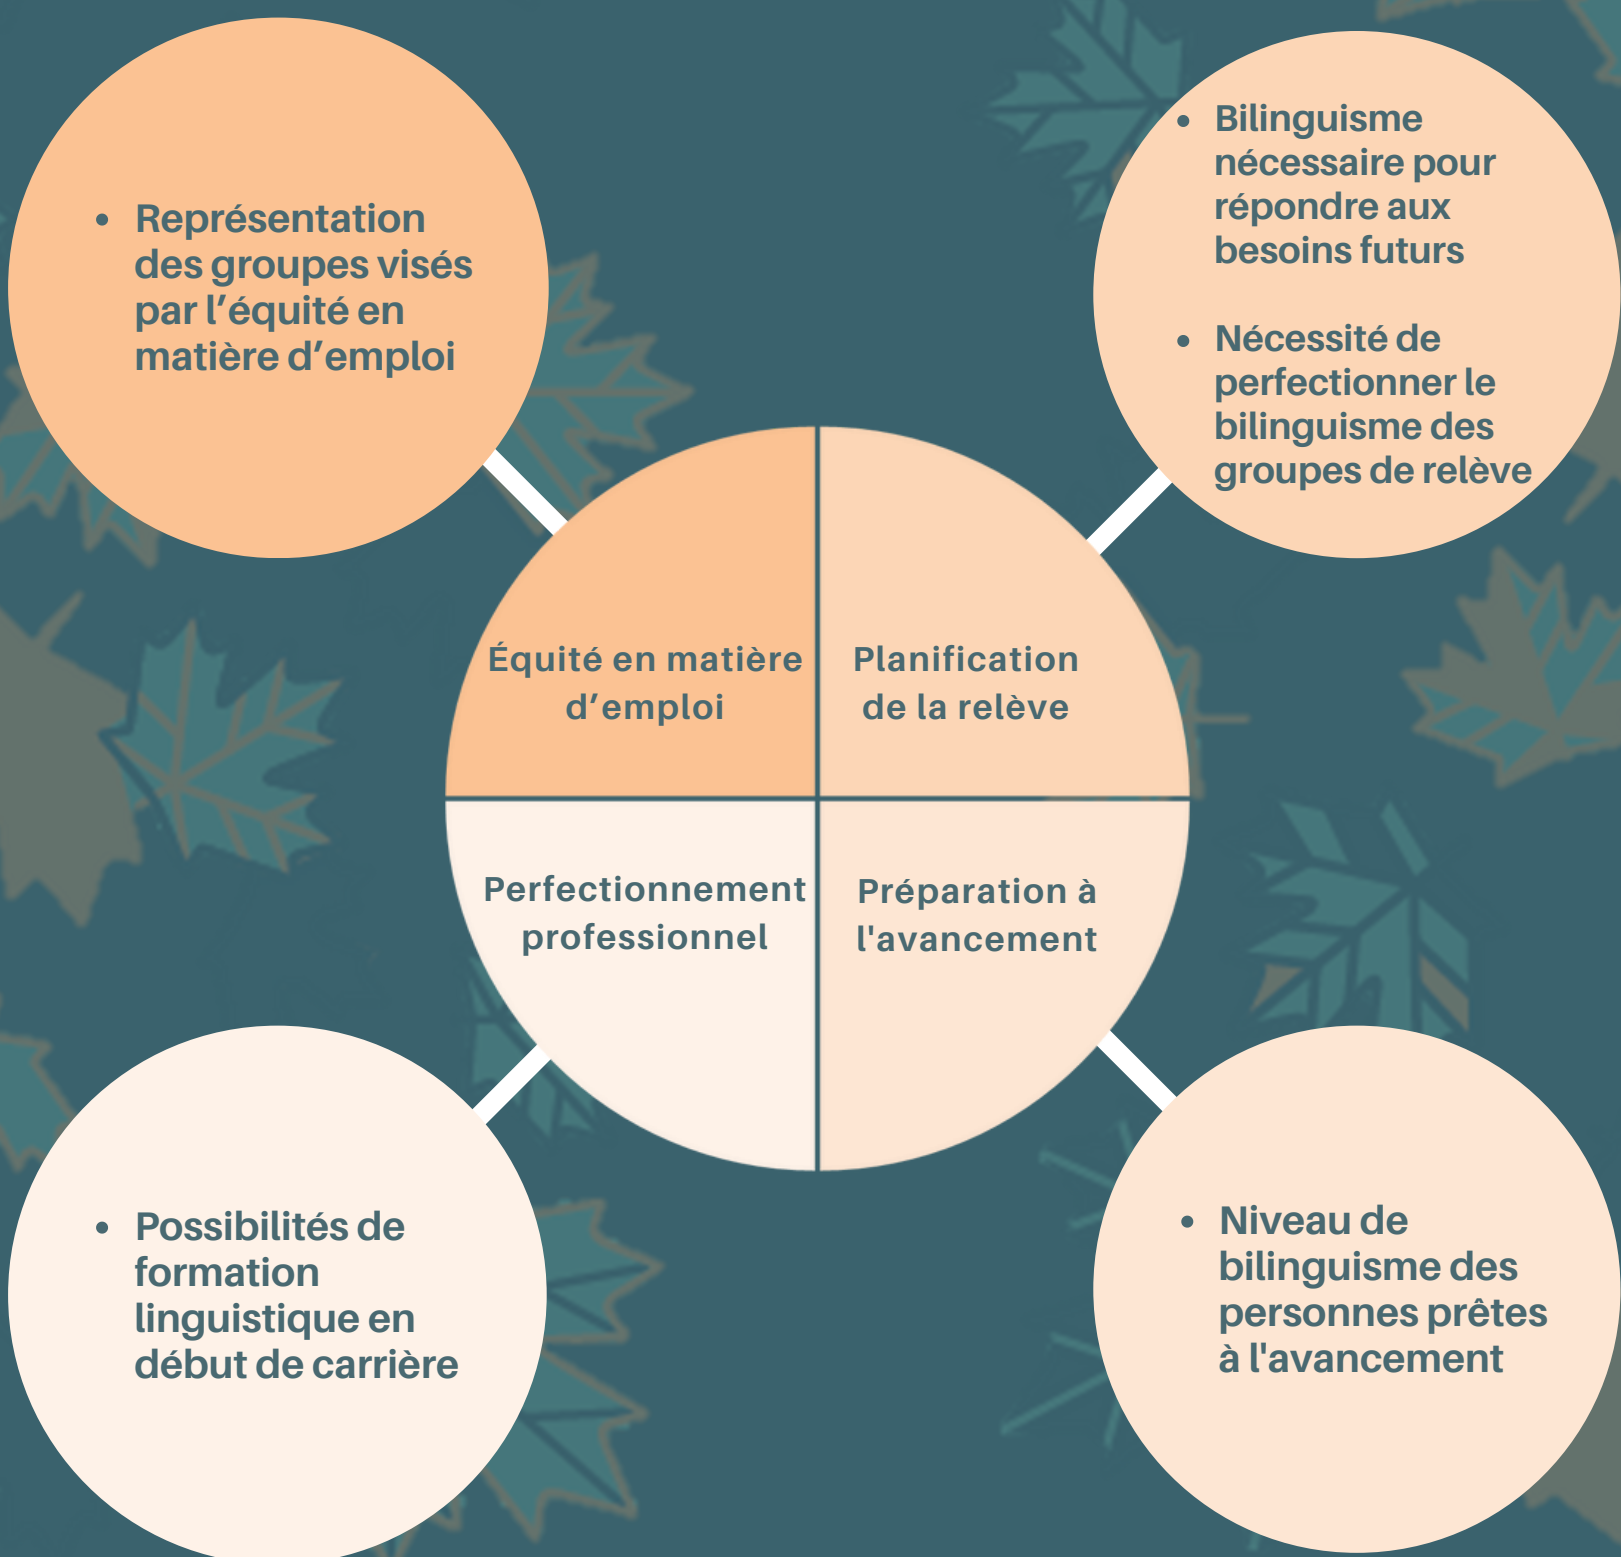 • Représentation
des groupes visés
par l’équité en
matière d’emploi
• Bilinguisme
nécessaire pour
répondre aux
besoins futurs
• Nécessité de
perfectionner le
bilinguisme des
groupes de relève
Équité en matière
d’emploi
Planification
de la relève
Perfectionnement
professionnel
Préparation à
l'avancement
• Possibilités de
formation
linguistique en
début de carrière
• Niveau de
bilinguisme des
personnes prêtes
à l'avancement